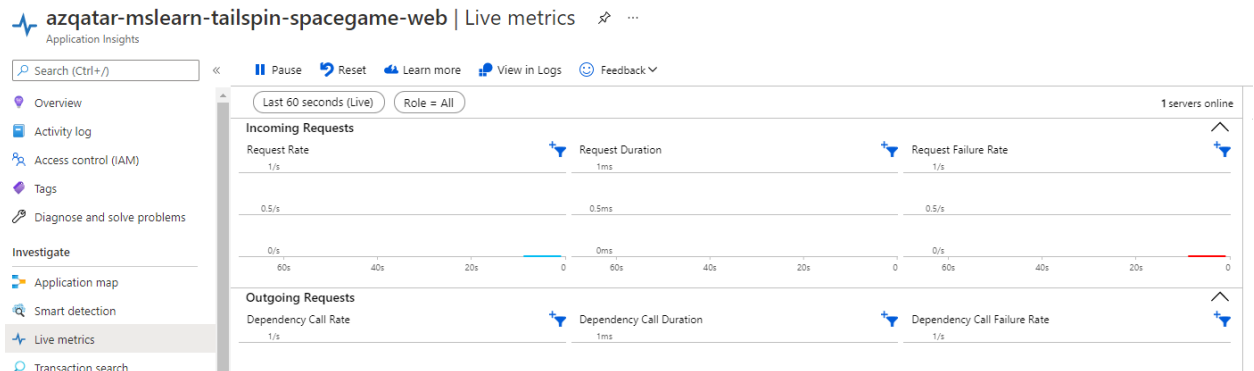 azqatar-mslearn-tailspin-spacegame-web | Live metrics ...
Application Insights
Search (Ctrl+/) «
Pause Reset Learn more View in Logs Feedback
Overview
Activity log
Access control (IAM)
Tags
Diagnose and solve problems
Investigate
Application map
Smart detection
Live metrics
Transaction search
Last 60 seconds (Live) Role = All 1 servers online
Incoming Requests
Request Rate Request Duration Request Failure Rate
1/s 1ms 1/s
0.5/s 0.5ms 0.5/s
0/s 0ms 0/s
60s 40s 20s 0 60s 40s 20s 0 60s 40s 20s 0
Outgoing Requests
Dependency Call Rate Dependency Call Duration Dependency Call Failure Rate
1/s 1ms 1/s